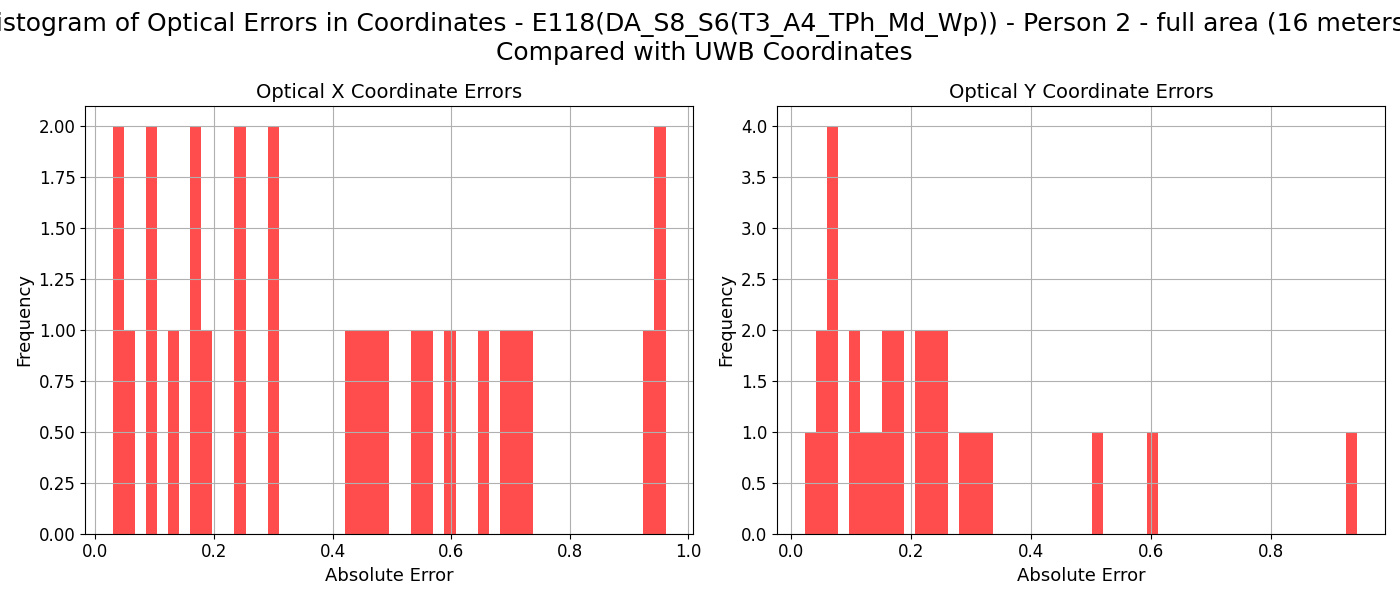 istogram of Optical Errors in Coordinates - E118(DA_S8_S6(T3_A4_TPh_Md_Wp)) - Person 2 - full area (16 meters
Compared with UWB Coordinates
Optical X Coordinate Errors
Optical Y Coordinate Errors
Frequency
2.00
1.75
1.50
1.25
1.00
0.75
0.50
0.25
0.00
0.0 0.2 0.4 0.6 0.8 1.0
Absolute Error
Frequency
4.0
3.5
3.0
2.5
2.0
1.5
1.0
0.5
0.0
0.0 0.2 0.4 0.6 0.8
Absolute Error